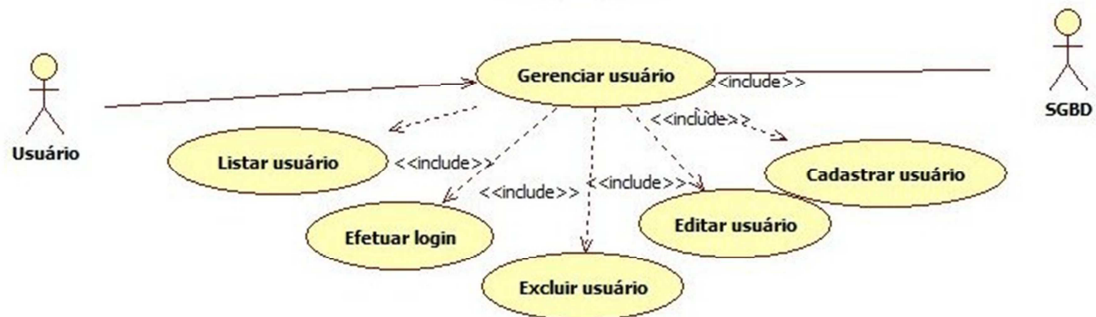 Gerenciar usuário
<<include>>
SGBD
<<include>>
Usuário
Listar usuário
<<include>>
Cadastrar usuário
<<include>>
<<include>>
Efetuar login
Editar usuário
Excluir usuário